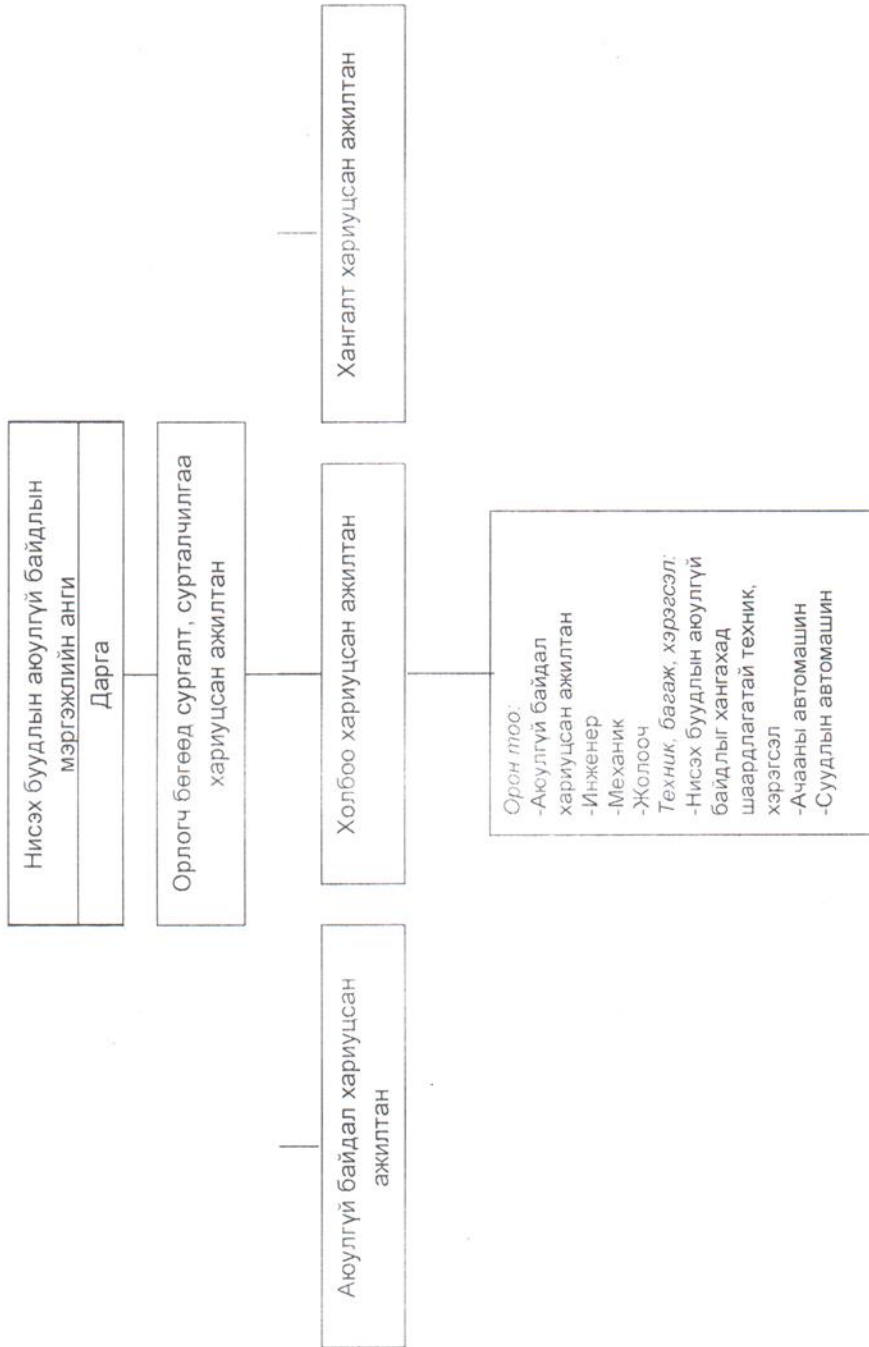 Нисэх буудлын аюулгүй байдлын
мэргэжлийн анги
Дарга
Орлогч бөгөөд сургалт, сурталчилгаа
хариуцсан ажилтан
Аюулгүй байдал хариуцсан
ажилтан
Холбоо хариуцсан ажилтан
Хангалт хариуцсан ажилтан
Орон тоо:
-Аюулгүй байдал
хариуцсан ажилтан
-Инженер
-Механик
-Жолооч
Техник, багаж, хэрэгсэл:
-Нисэх буудлын аюулгүй
байдлыг хангахад
шаардлагатай техник,
хэрэгсэл
-Ачааны автомашин
-Суудлын автомашин